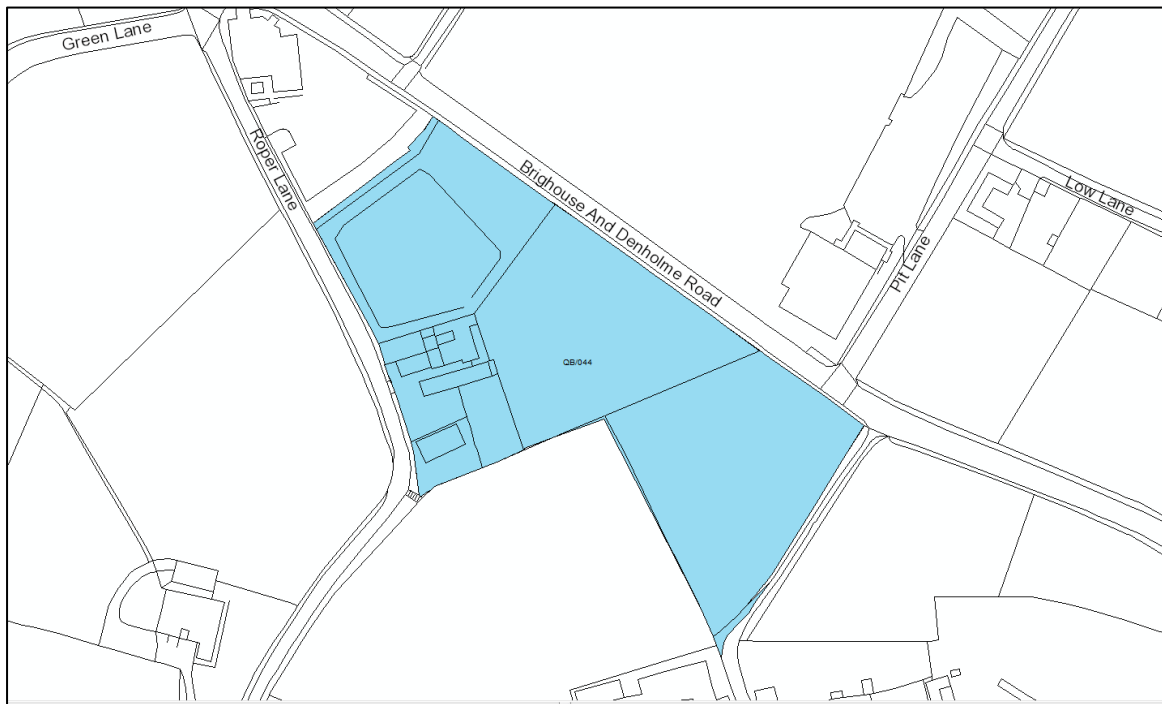 Green Lane
Roper Lane
Brighouse And Denholme Road
Low Lane
Pit Lane
QB/044